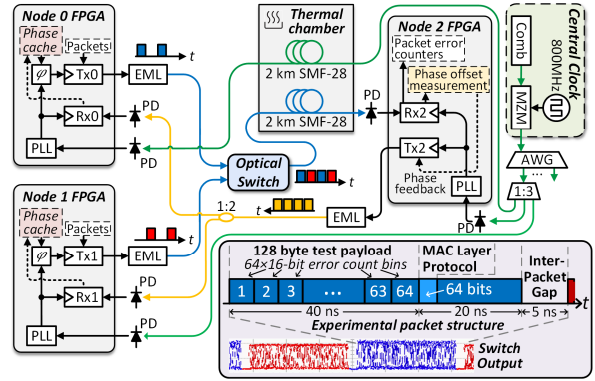 Node 0 FPGA
Phase
cache
Packets
φ
Tx0
EML
t
Rx0
PD
PLL
PD
Thermal
chamber
2 km SMF-28
2 km SMF-28
Node 2 FPGA
Packet error
counters
Phase offset
measurement
PD
Rx2
Tx2
Phase
feedback
PLL
PD
Central
Clock
Comb
800MHz
MZM
AWG
...
1:3
Optical
Switch
t
t
1:2
EML
Node 1 FPGA
Phase
cache
Packets
φ
Tx1
EML
t
Rx1
PD
PLL
PD
128 byte test payload
64×16-bit error count bins
MAC Layer
Protocol
Inter-
Packet
Gap
1 2 3 ... 63 64 64 bits
t
40 ns 20 ns 5 ns
Experimental packet structure
Switch
Output